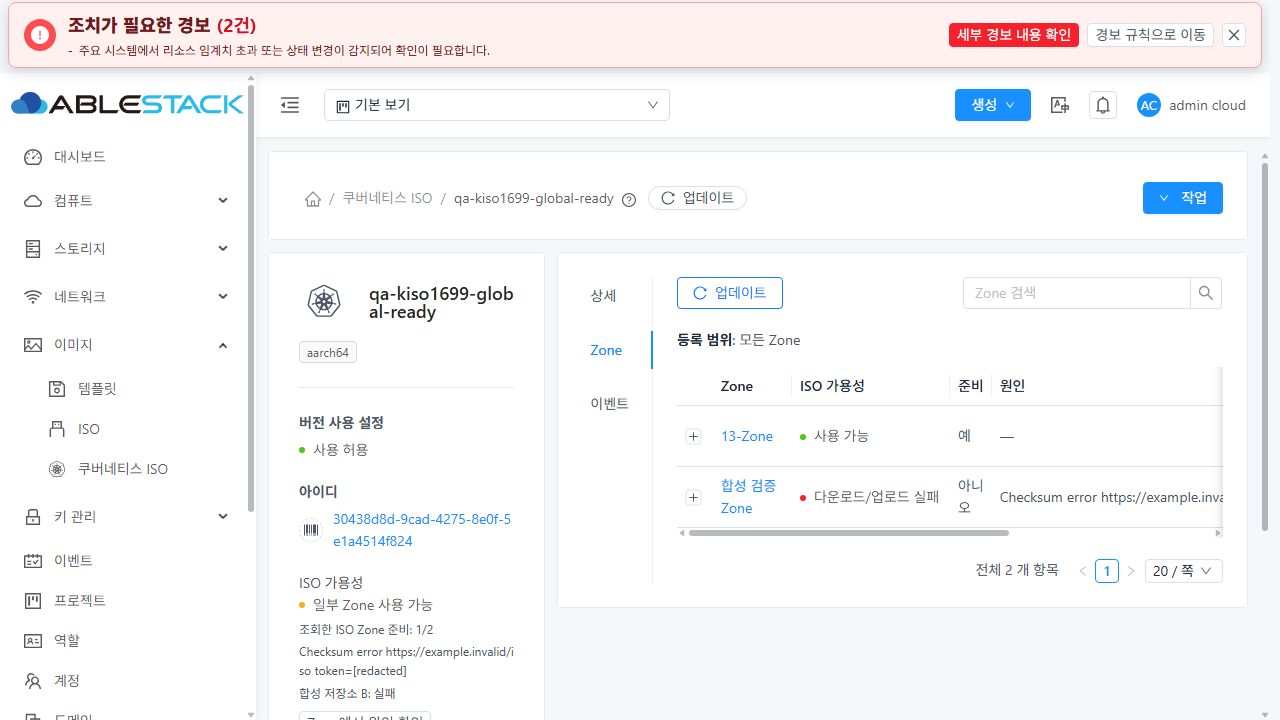 조치가 필요한 경보 (2건)
- 주요 시스템에서 리소스 임계치 초과 또는 상태 변경이 감지되어 확인이 필요합니다.
세부 경보 내용 확인
경보 규칙으로 이동
ABLESTACK
기본 보기
생성
AC
admin cloud
대시보드
컴퓨트
스토리지
네트워크
이미지
템플릿
ISO
쿠버네티스 ISO
키 관리
이벤트
프로젝트
역할
계정
도메인
/ 쿠버네티스 ISO / qa-kiso1699-global-ready
업데이트
작업
qa-kiso1699-glob
al-ready
aarch64
버전 사용 설정
사용 허용
아이디
30438d8d-9cad-4275-8e0f-5
e1a4514f824
ISO 가용성
일부 Zone 사용 가능
조회한 ISO Zone 준비: 1/2
Checksum error https://example.invalid/i
so token=[redacted]
합성 저장소 B: 실패
Zone에서 원인 확인
상세
Zone
이벤트
업데이트
Zone 검색
등록 범위: 모든 Zone
Zone ISO 가용성 준비 원인
13-Zone 사용 가능 예 —
합성 검증
Zone
다운로드/업로드 실패
아니
오
Checksum error https://example.inva
전체 2 개 항목
1
20 / 쪽